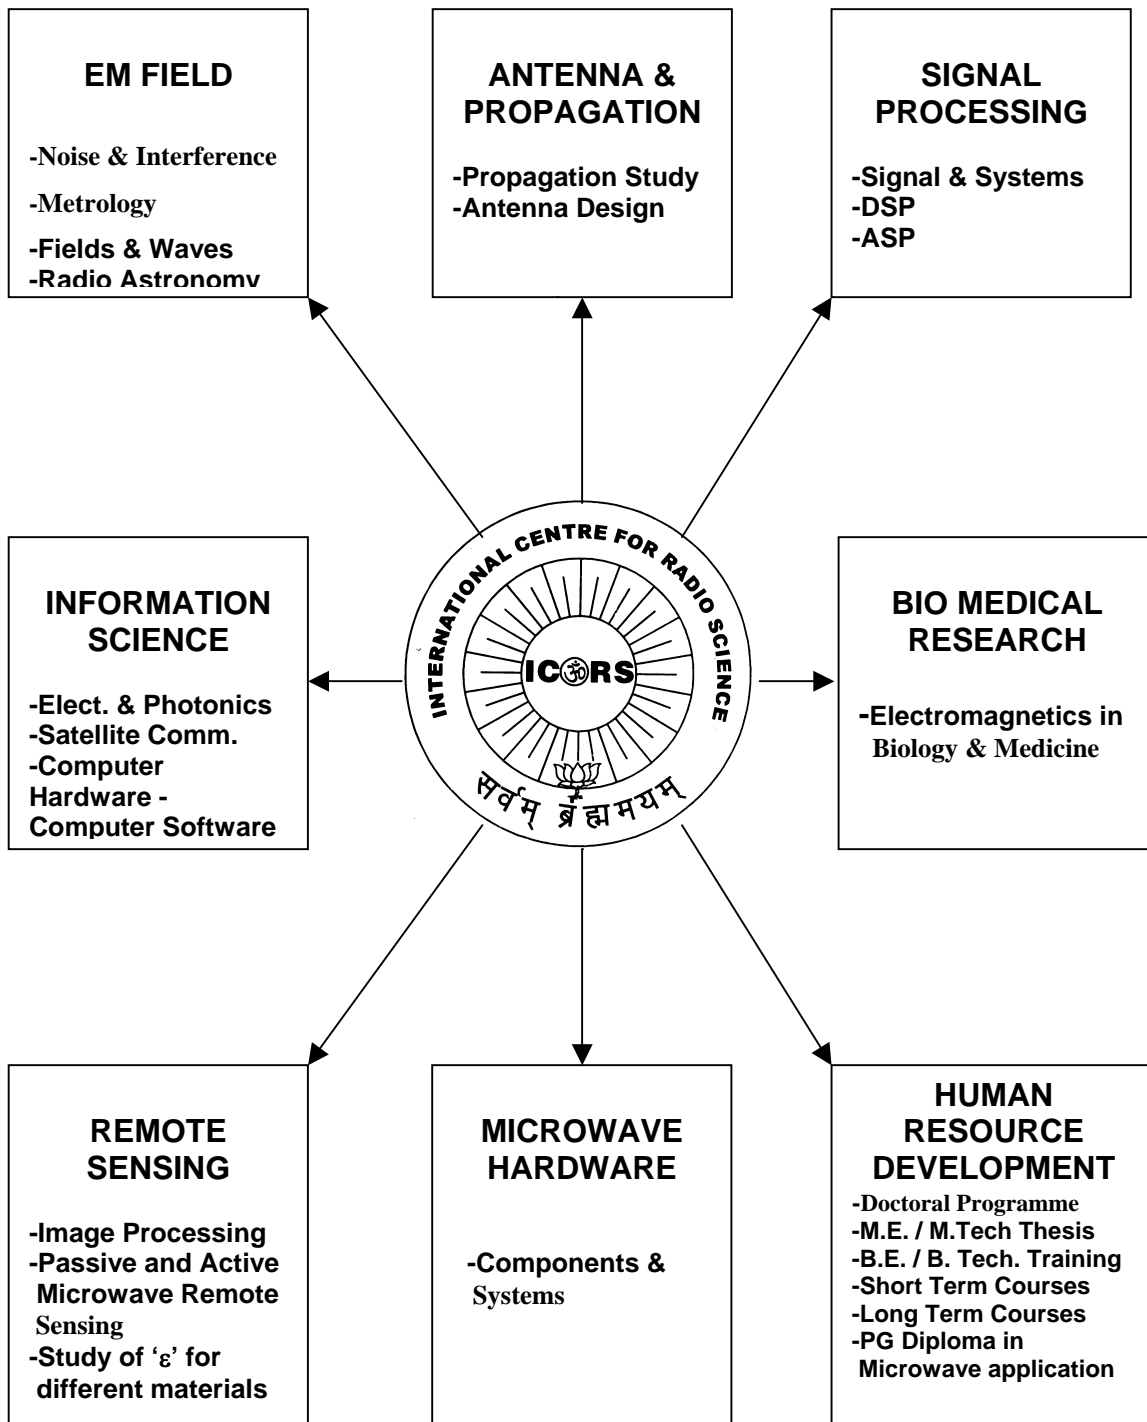 EM FIELD
-Noise & Interference
-Metrology
-Fields & Waves
-Radio Astronomy
ANTENNA &
PROPAGATION
-Propagation Study
-Antenna Design
SIGNAL
PROCESSING
-Signal & Systems
-DSP
-ASP
INFORMATION
SCIENCE
-Elect. & Photonics
-Satellite Comm.
-Computer
Hardware -
Computer Software
INTERNATIONAL CENTRE FOR RADIO SCIENCE
ICॐRS
सर्वम् ब्रह्ममयम्
BIO MEDICAL
RESEARCH
-Electromagnetics in
Biology & Medicine
REMOTE
SENSING
-Image Processing
-Passive and Active
Microwave Remote
Sensing
-Study of ‘ε’ for
different materials
MICROWAVE
HARDWARE
-Components &
Systems
HUMAN
RESOURCE
DEVELOPMENT
-Doctoral Programme
-M.E. / M.Tech Thesis
-B.E. / B. Tech. Training
-Short Term Courses
-Long Term Courses
-PG Diploma in
Microwave application